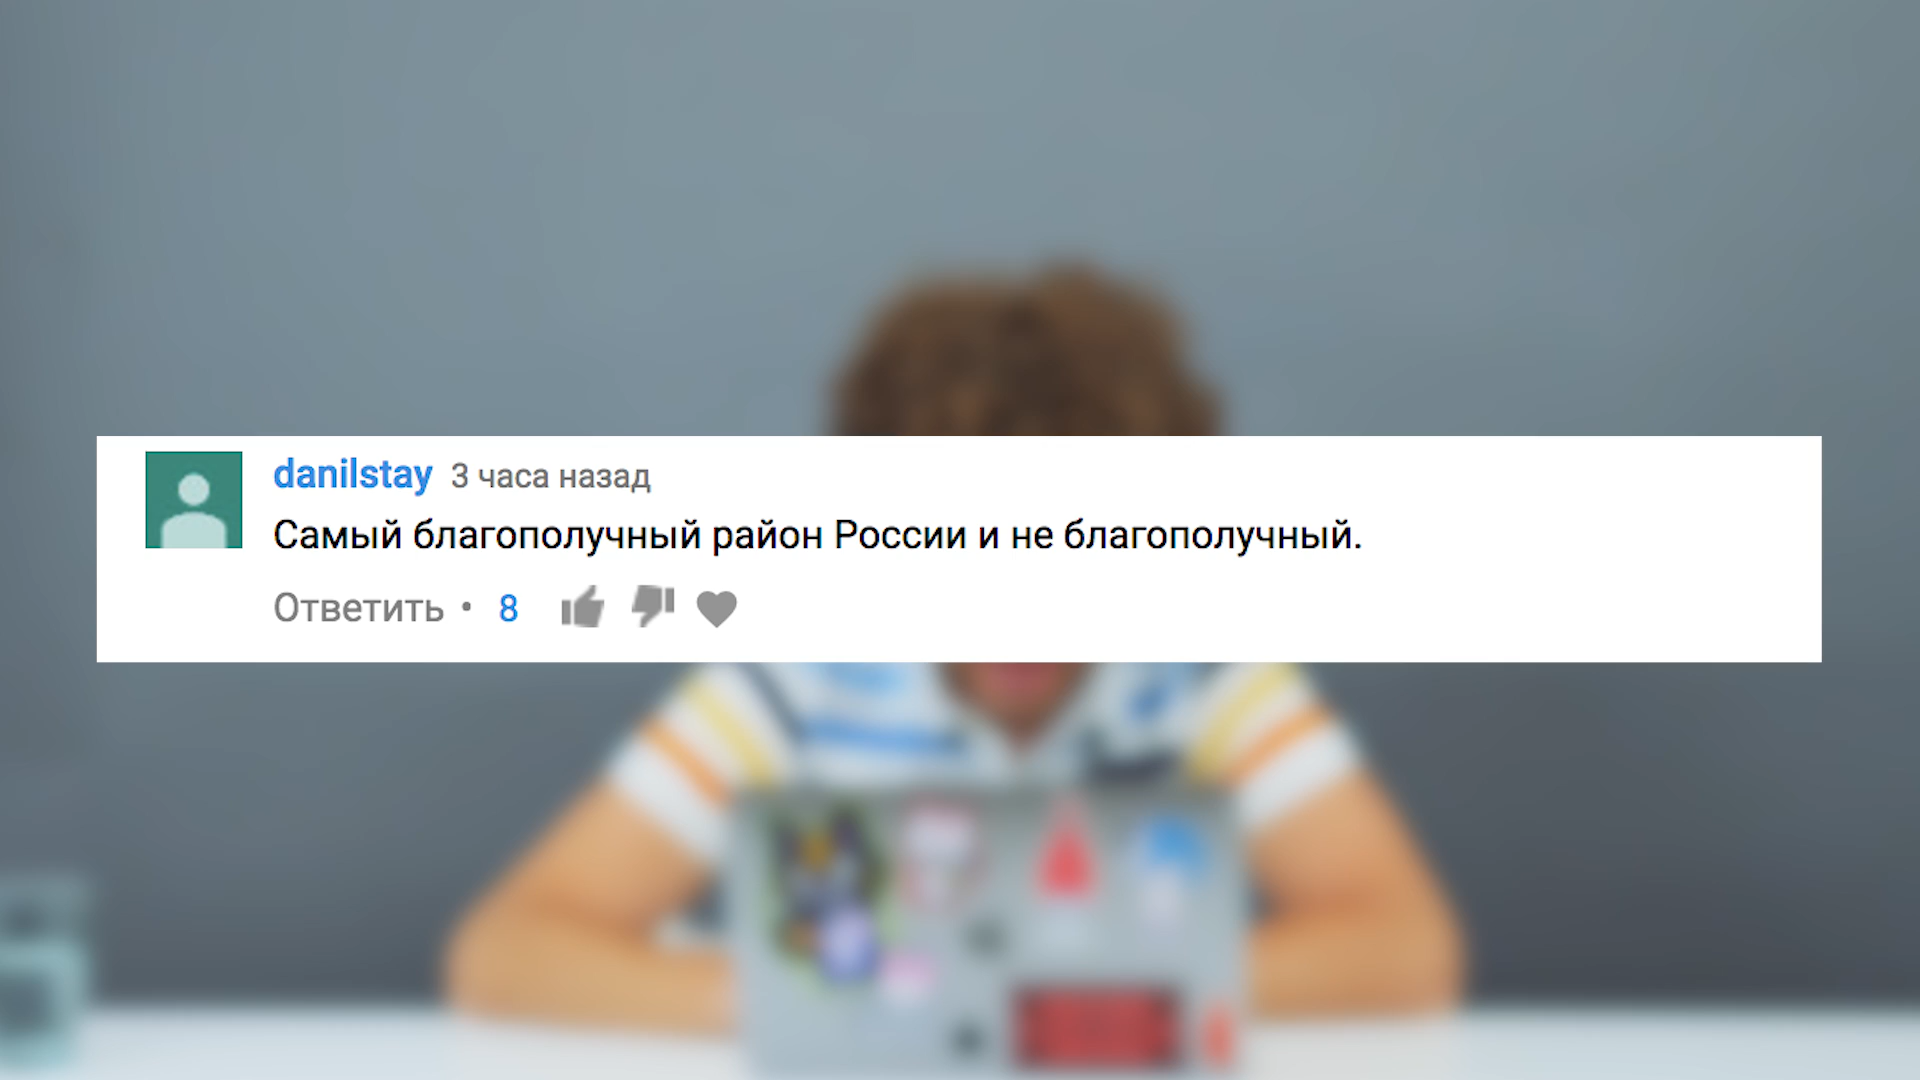 danilstay 3 часа назад
Самый благополучный район России и не благополучный.
Ответить • 8